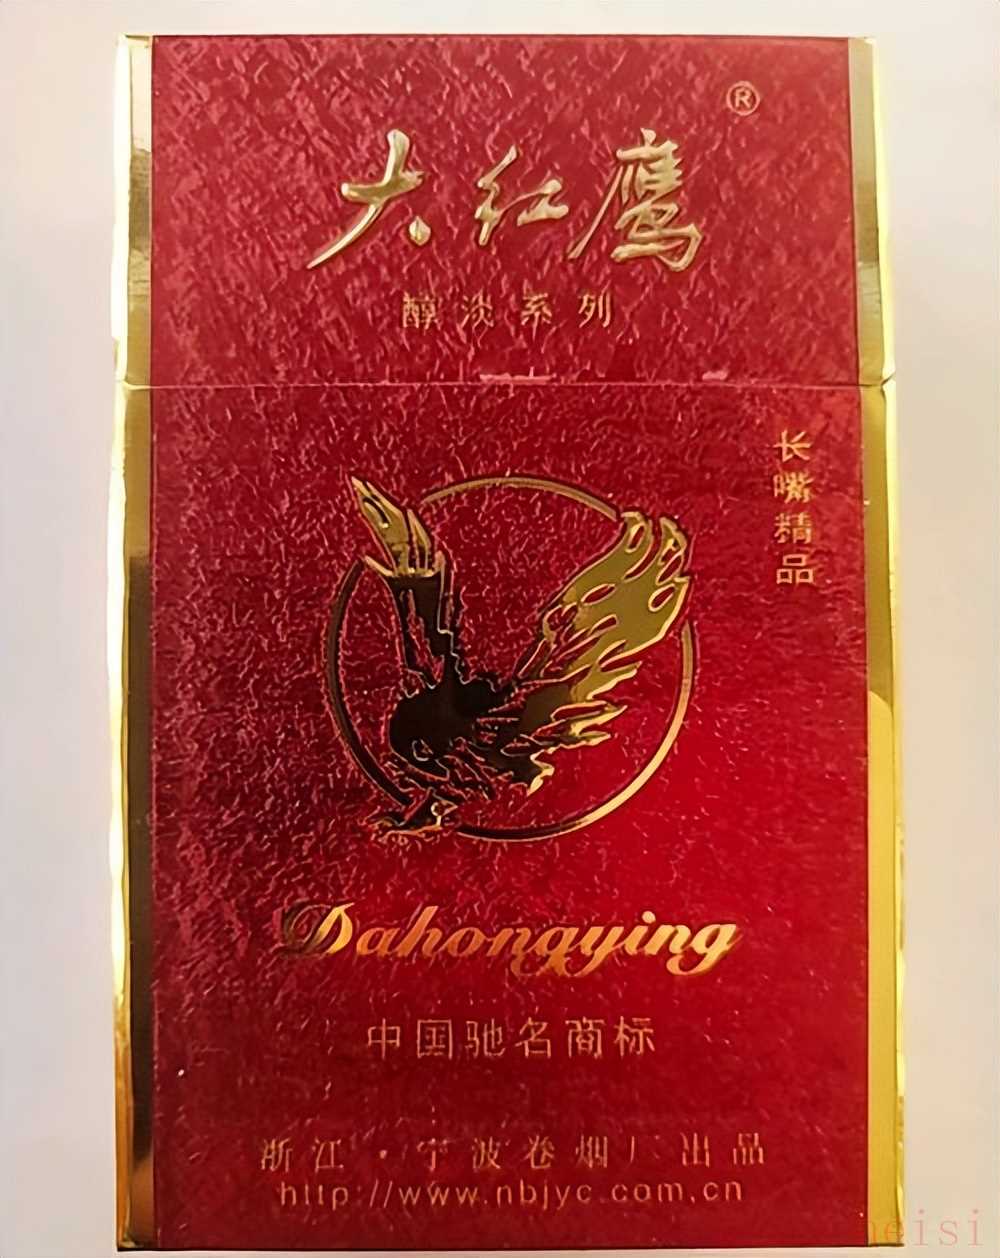 ®
大红鹰
醇淡系列
长嘴精品
Dahongying
中国驰名商标
浙江·宁波卷烟厂出品
http://www.nbjyc.com.cn
heisi